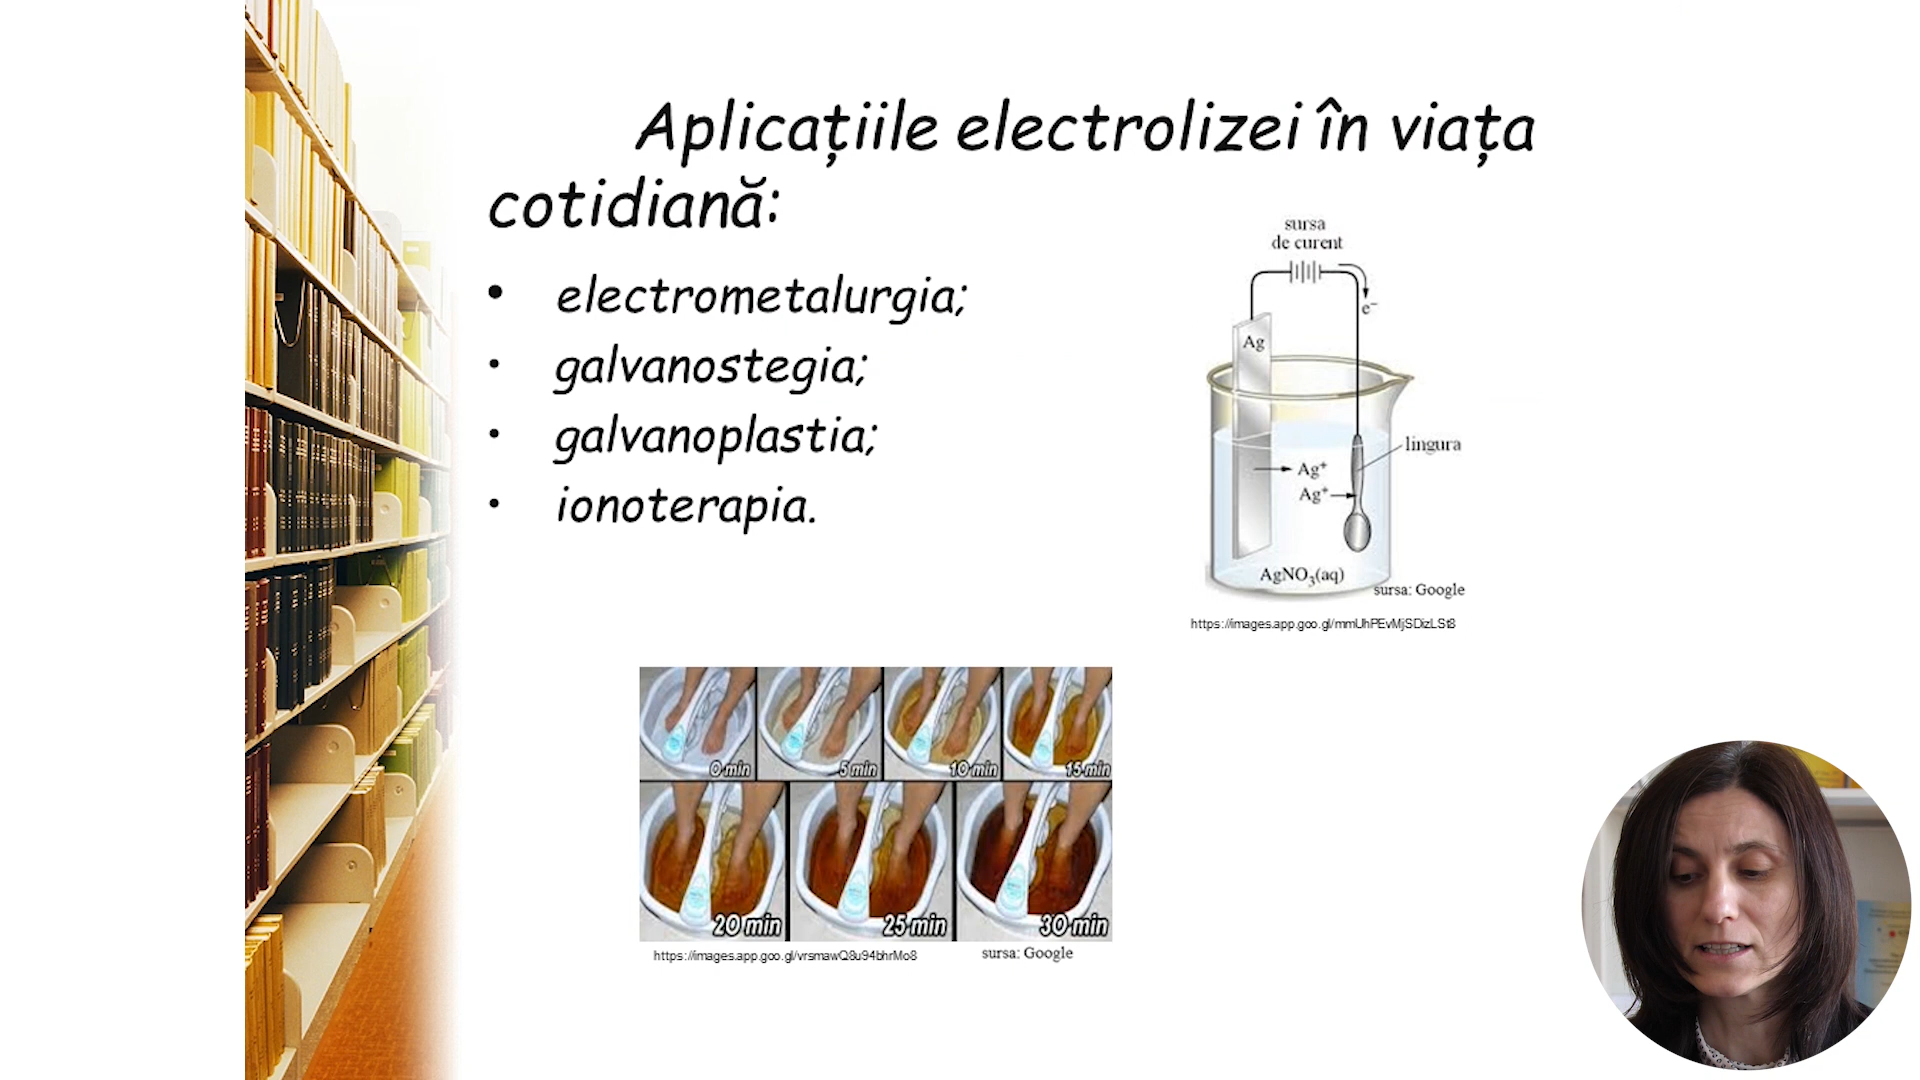 Aplicațiile electrolizei în viața
cotidiană:
• electrometalurgia;
• galvanostegia;
• galvanoplastia;
• ionoterapia.
sursa
de curent
e⁻
Ag
lingura
Ag⁺
Ag⁺
AgNO₃(aq)
sursa: Google
https://images.app.goo.gl/mmUhPEvMjSDizLSt8
0 min
5 min
10 min
15 min
20 min
25 min
30 min
https://images.app.goo.gl/vrsmawQ8u94bhrMo8
sursa: Google